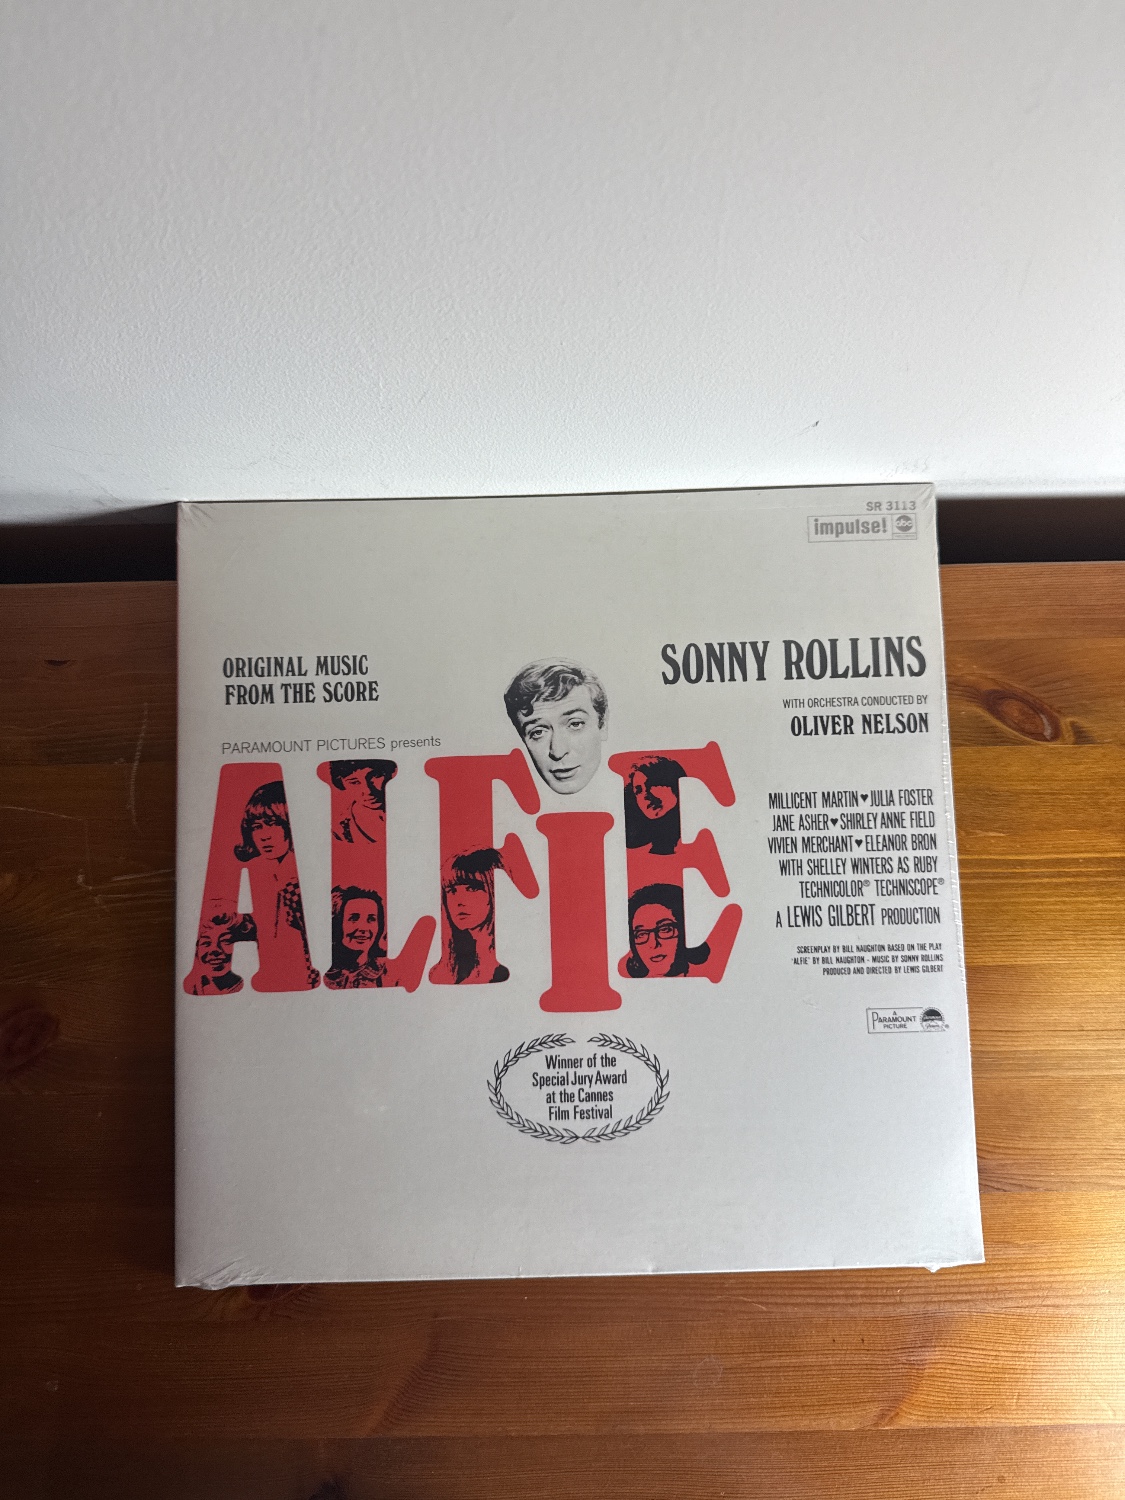 SR 3113
impulse! abc
ORIGINAL MUSIC
FROM THE SCORE
SONNY ROLLINS
WITH ORCHESTRA CONDUCTED BY
OLIVER NELSON
PARAMOUNT PICTURES presents
ALFIE
MILLICENT MARTIN♥JULIA FOSTER
JANE ASHER♥SHIRLEY ANNE FIELD
VIVIEN MERCHANT♥ELEANOR BRON
WITH SHELLEY WINTERS AS RUBY
TECHNICOLOR® TECHNISCOPE®
A LEWIS GILBERT PRODUCTION
SCREENPLAY BY BILL NAUGHTON BASED ON THE PLAY
'ALFIE' BY BILL NAUGHTON - MUSIC BY SONNY ROLLINS
PRODUCED AND DIRECTED BY LEWIS GILBERT
A
PARAMOUNT
PICTURE
Winner of the
Special Jury Award
at the Cannes
Film Festival